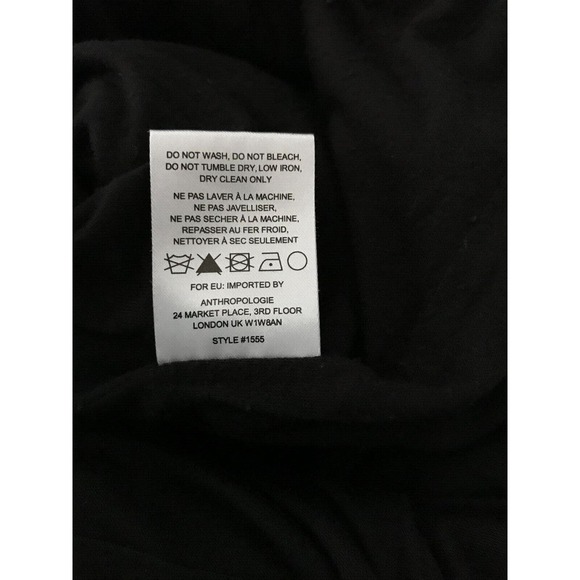 DO NOT WASH, DO NOT BLEACH,
DO NOT TUMBLE DRY, LOW IRON,
DRY CLEAN ONLY
NE PAS LAVER À LA MACHINE,
NE PAS JAVELLISER,
NE PAS SECHER À LA MACHINE,
REPASSER AU FER FROID,
NETTOYER À SEC SEULEMENT
FOR EU: IMPORTED BY
ANTHROPOLOGIE
24 MARKET PLACE, 3RD FLOOR
LONDON UK W1W8AN
STYLE #1555